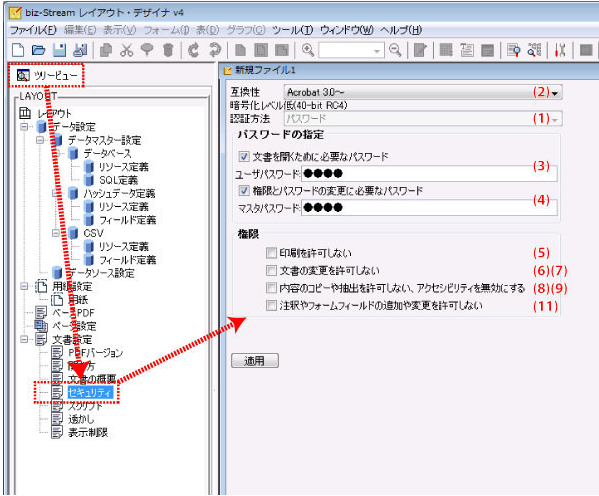 biz-Stream レイアウト・デザイナ v4
ファイル(E) 編集(E) 表示(V) フォーム(I) 表(D) グラフ(O) ツール(T) ウィンドウ(W) ヘルプ(H)
ツリービュー
LAYOUT
レイアウト
データ設定
データマスター設定
データベース
リソース定義
SQL定義
ハッシュデータ定義
リソース定義
フィールド定義
CSV
リソース定義
フィールド定義
データソース設定
用紙設定
用紙
ベースPDF
ページ設定
文書設定
PDFバージョン
開き方
文書の概要
セキュリティ
スクリプト
透かし
表示制限
新規ファイル1
互換性 Acrobat 3.0～ (2)
暗号化レベル(低(40-bit RC4)
認証方法 パスワード (1)
パスワードの指定
文書を開くために必要なパスワード
(3)
ユーザパスワード ●●●●
権限とパスワードの変更に必要なパスワード
(4)
マスタパスワード ●●●●
権限
印刷を許可しない (5)
文書の変更を許可しない (6)(7)
内容のコピーや抽出を許可しない、アクセシビリティを無効にする (8)(9)
注釈やフォームフィールドの追加や変更を許可しない (11)
適用